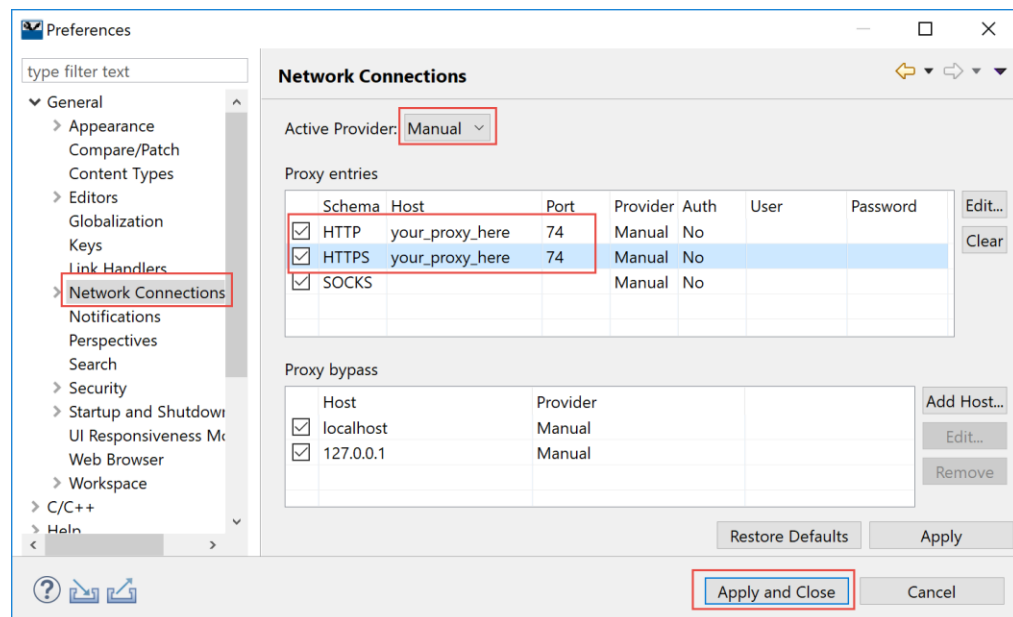 Preferences
type filter text
General
Appearance
Compare/Patch
Content Types
Editors
Globalization
Keys
Link Handlers
Network Connections
Notifications
Perspectives
Search
Security
Startup and Shutdown
UI Responsiveness Mo
Web Browser
Workspace
C/C++
Help
Network Connections
Active Provider: Manual
Proxy entries
Schema Host Port Provider Auth User Password
HTTP your_proxy_here 74 Manual No
HTTPS your_proxy_here 74 Manual No
SOCKS Manual No
Edit...
Clear
Proxy bypass
Host Provider
localhost Manual
127.0.0.1 Manual
Add Host...
Edit...
Remove
Restore Defaults Apply
? Apply and Close Cancel